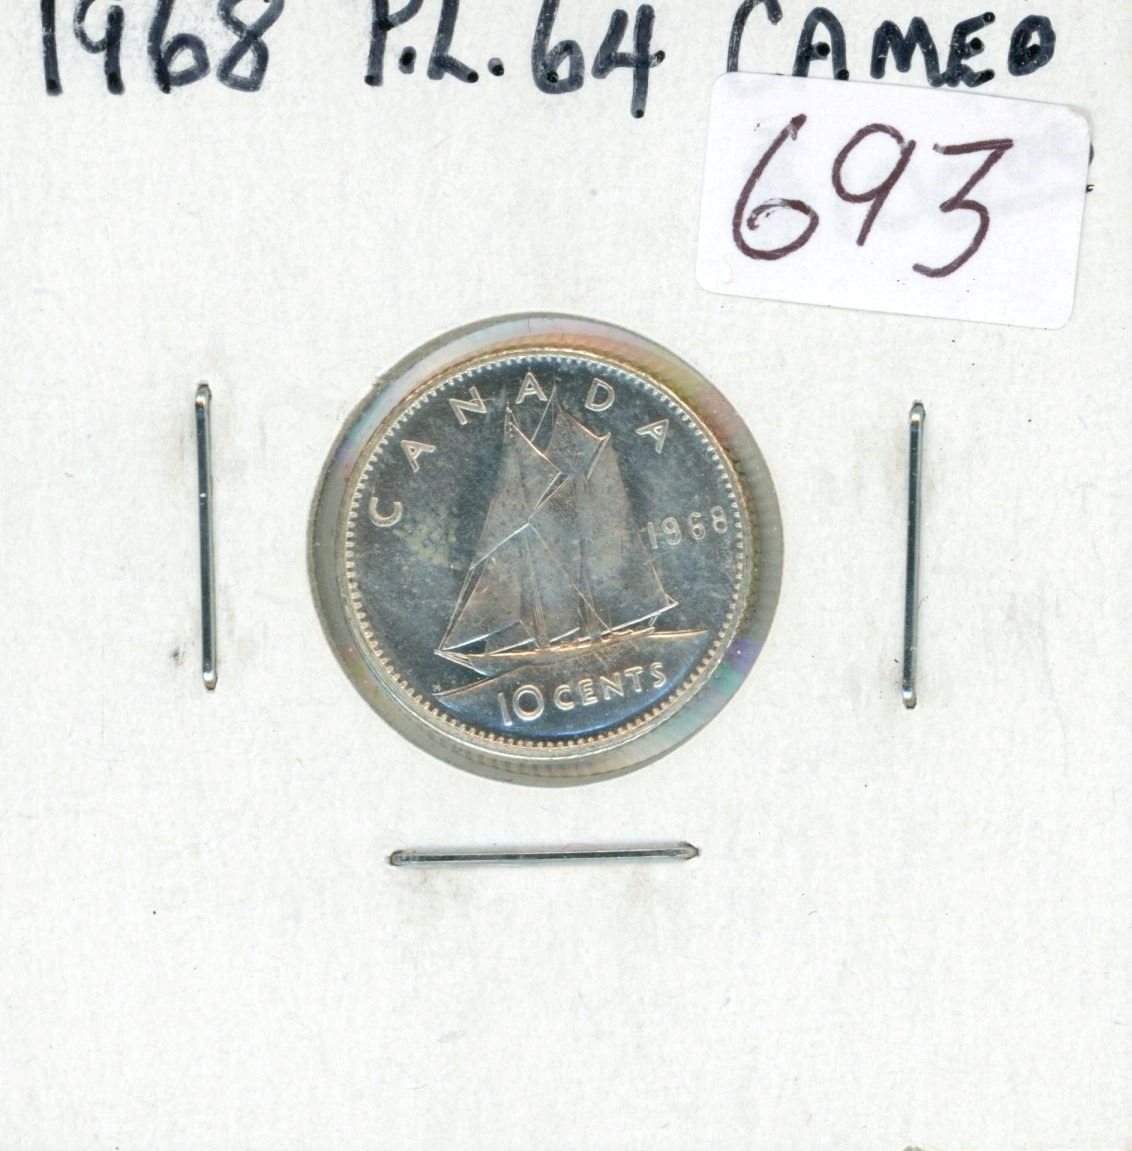 1968 P.L. 64 CAMEO
693
CANADA
1968
10 CENTS